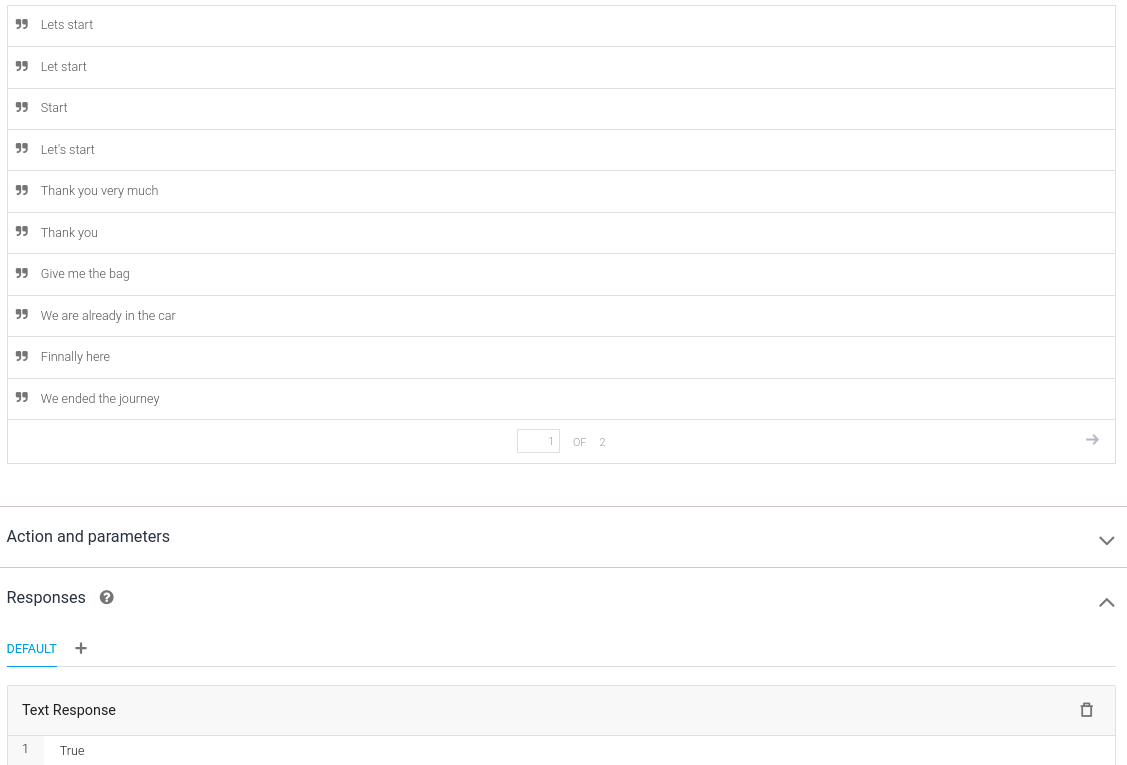 Lets start
Let start
Start
Let's start
Thank you very much
Thank you
Give me the bag
We are already in the car
Finnally here
We ended the journey
1 OF 2
Action and parameters
Responses
DEFAULT
Text Response
1 True